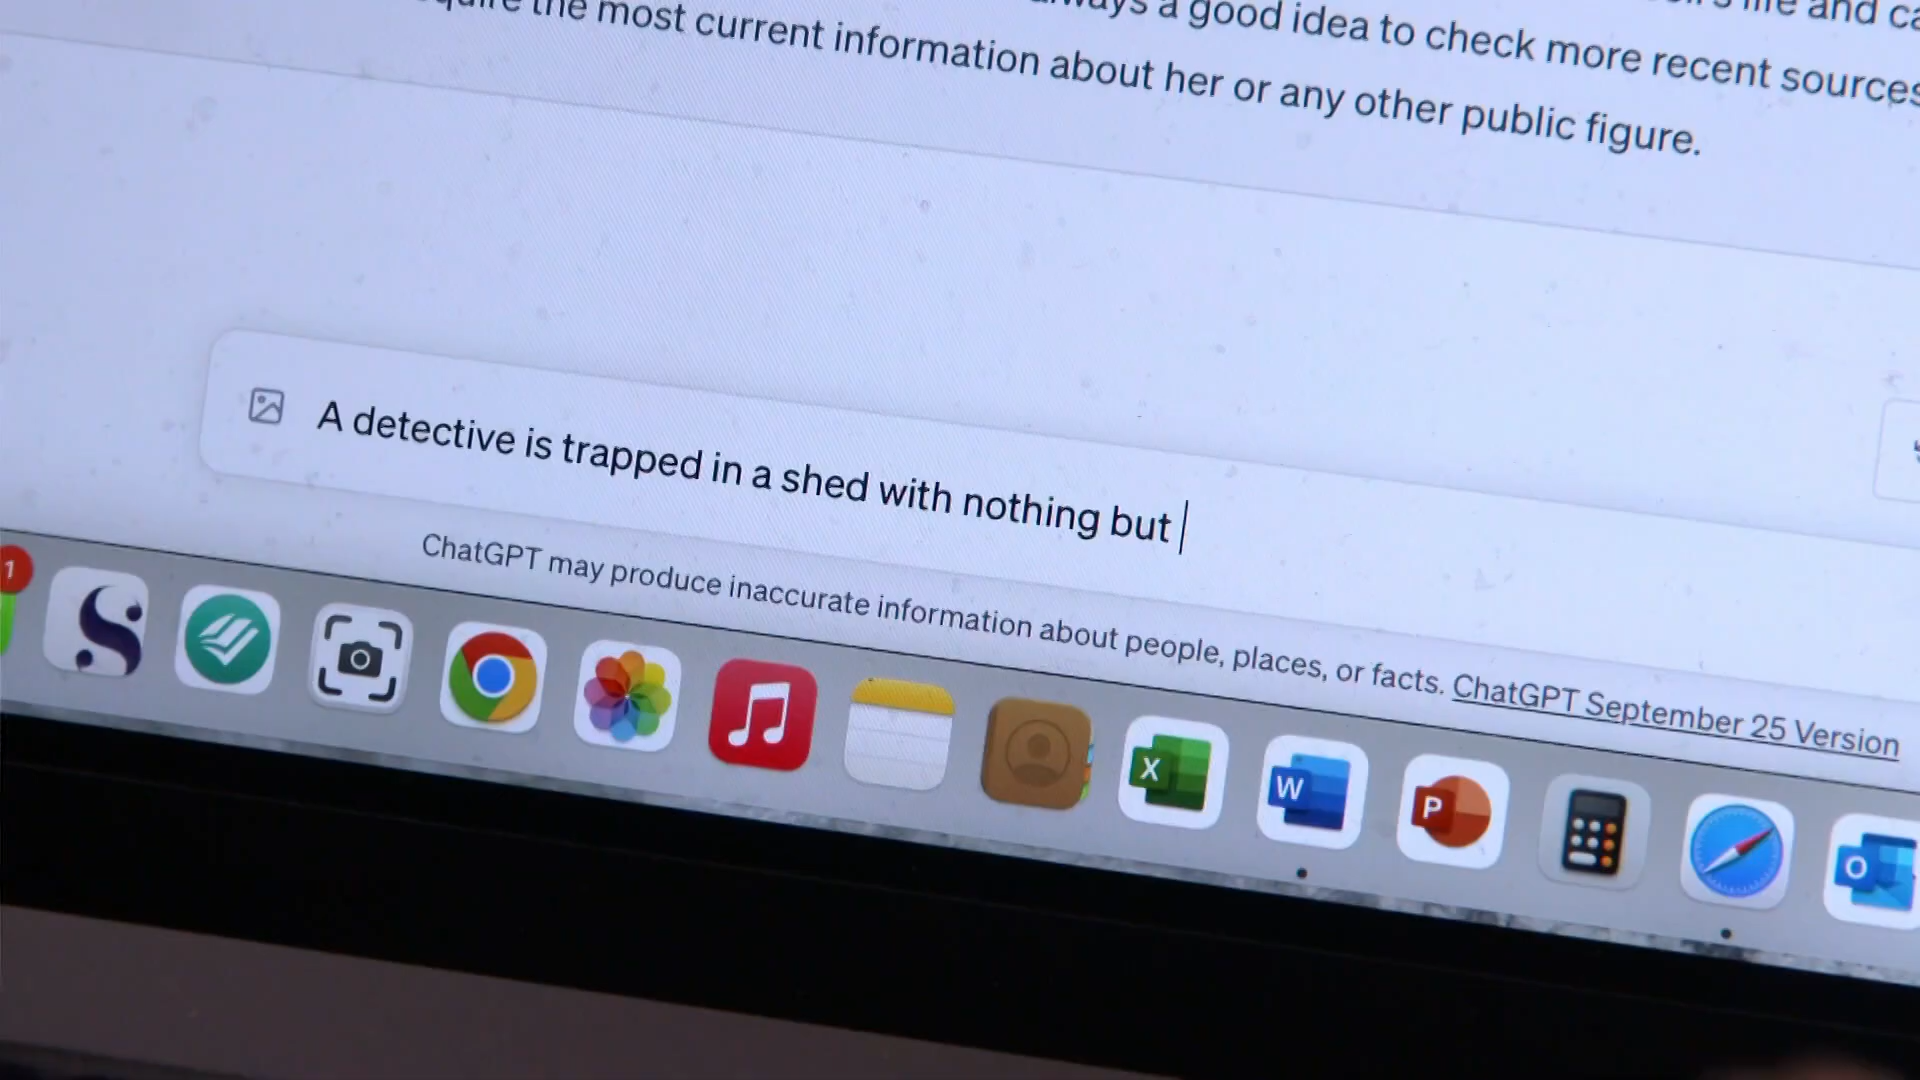 the most current information about her or any other public figure.
a good idea to check more recent sources
A detective is trapped in a shed with nothing but
ChatGPT may produce inaccurate information about people, places, or facts. ChatGPT September 25 Version
1
X
W
P
O